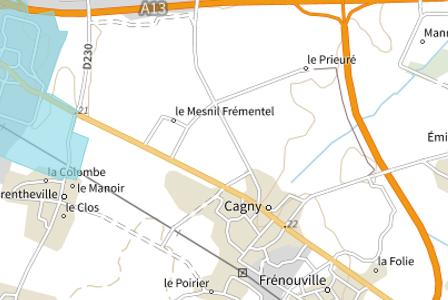 A13
D230
Mann
le Prieuré
21
le Mesnil Frémentel
Émi
la Colombe
le Manoir
rentheville
le Clos
Cagny
22
la Folie
le Poirier
Frénouville